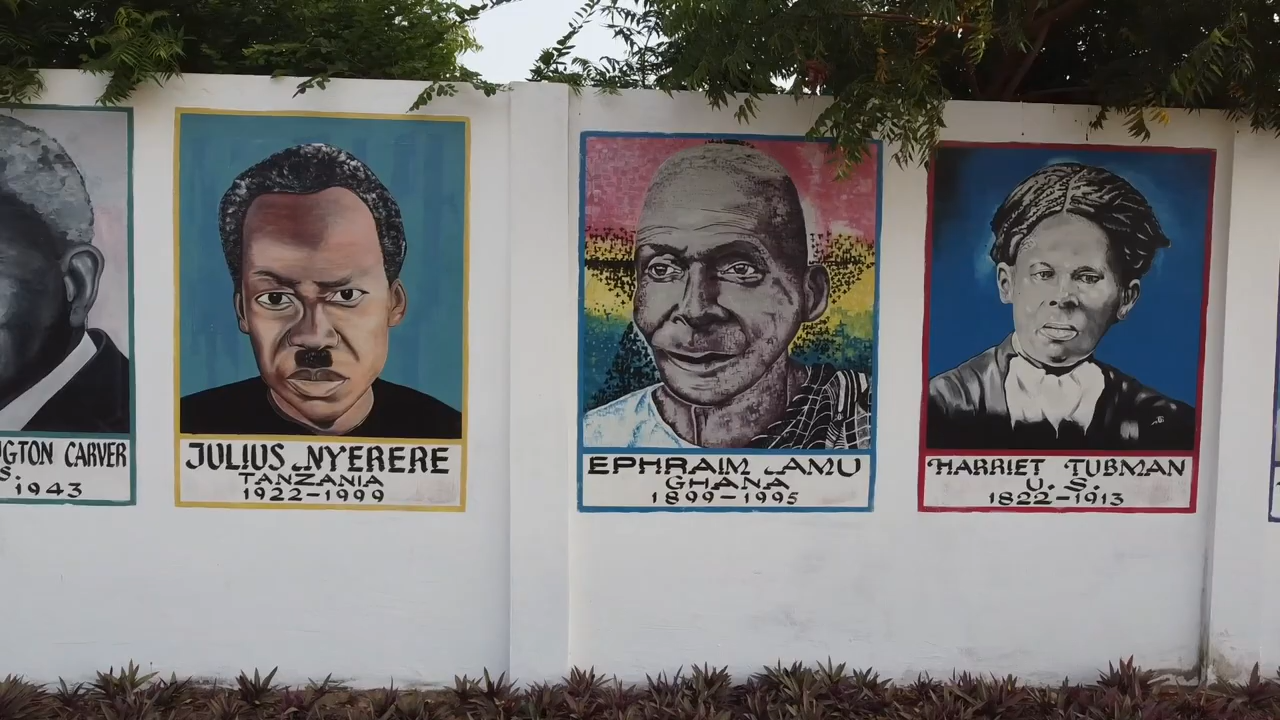 GTON CARVER
S.
1943
JULIUS NYERERE
TANZANIA
1922-1999
EPHRAIM AMU
GHANA
1899-1995
HARRIET TUBMAN
U.S.
1822-1913